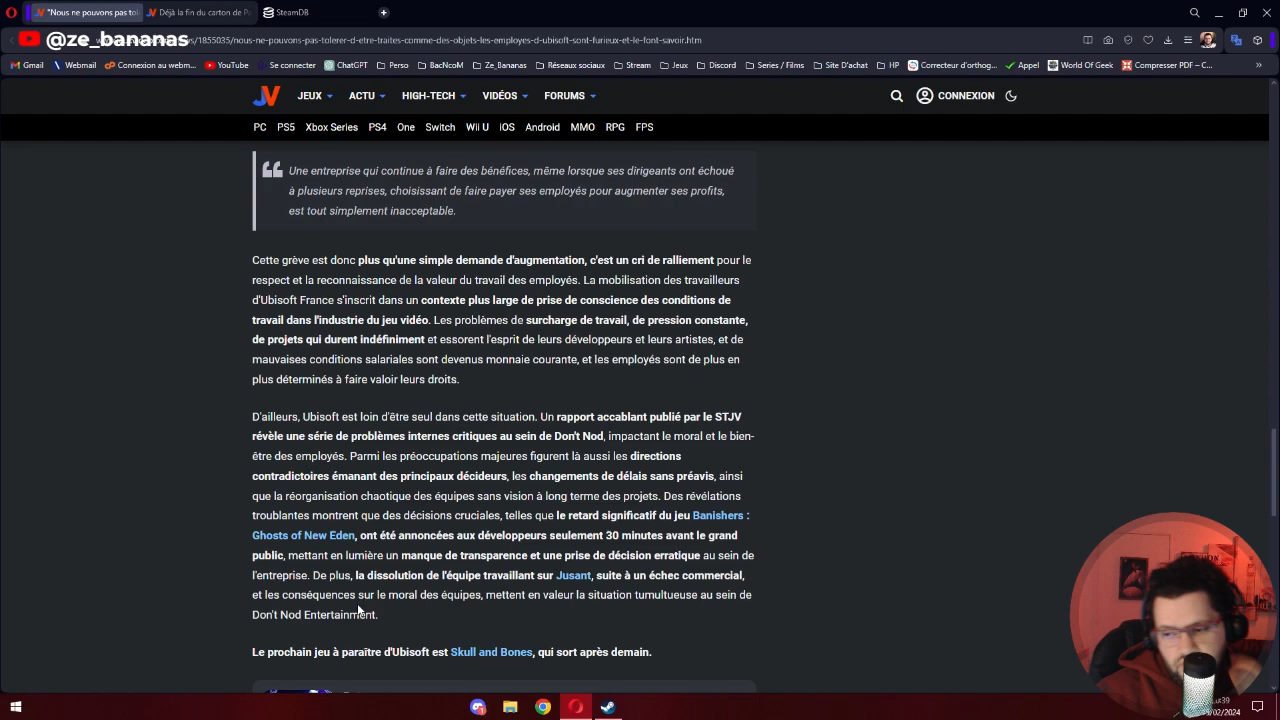 "Nous ne pouvons pas tol
Déjà la fin du carton de P
SteamDB
@ze_bananas
/1855035/nous-ne-pouvons-pas-tolerer-d-etre-traites-comme-des-objets-les-employes-d-ubisoft-sont-furieux-et-le-font-savoir.htm
Gmail
Webmail
Connexion au webm...
YouTube
Se connecter
ChatGPT
Perso
BacNcoM
Ze_Bananas
Réseaux sociaux
Stream
Jeux
Discord
Series / Films
Site D'achat
HP
Correcteur d'orthog...
Appel
World Of Geek
Compresser PDF – C...
JV
JEUX
ACTU
HIGH-TECH
VIDÉOS
FORUMS
CONNEXION
PC
PS5
Xbox Series
PS4
One
Switch
Wii U
iOS
Android
MMO
RPG
FPS
Une entreprise qui continue à faire des bénéfices, même lorsque ses dirigeants ont échoué
à plusieurs reprises, choisissant de faire payer ses employés pour augmenter ses profits,
est tout simplement inacceptable.
Cette grève est donc plus qu'une simple demande d'augmentation, c'est un cri de ralliement pour le
respect et la reconnaissance de la valeur du travail des employés. La mobilisation des travailleurs
d'Ubisoft France s'inscrit dans un contexte plus large de prise de conscience des conditions de
travail dans l'industrie du jeu vidéo. Les problèmes de surcharge de travail, de pression constante,
de projets qui durent indéfiniment et essorent l'esprit de leurs développeurs et leurs artistes, et de
mauvaises conditions salariales sont devenus monnaie courante, et les employés sont de plus en
plus déterminés à faire valoir leurs droits.
D'ailleurs, Ubisoft est loin d'être seul dans cette situation. Un rapport accablant publié par le STJV
révèle une série de problèmes internes critiques au sein de Don't Nod, impactant le moral et le bien-
être des employés. Parmi les préoccupations majeures figurent là aussi les directions
contradictoires émanant des principaux décideurs, les changements de délais sans préavis, ainsi
que la réorganisation chaotique des équipes sans vision à long terme des projets. Des révélations
troublantes montrent que des décisions cruciales, telles que le retard significatif du jeu Banishers :
Ghosts of New Eden, ont été annoncées aux développeurs seulement 30 minutes avant le grand
public, mettant en lumière un manque de transparence et une prise de décision erratique au sein de
l'entreprise. De plus, la dissolution de l'équipe travaillant sur Jusant, suite à un échec commercial,
et les conséquences sur le moral des équipes, mettent en valeur la situation tumultueuse au sein de
Don't Nod Entertainment.
Le prochain jeu à paraître d'Ubisoft est Skull and Bones, qui sort après demain.
/02/2024